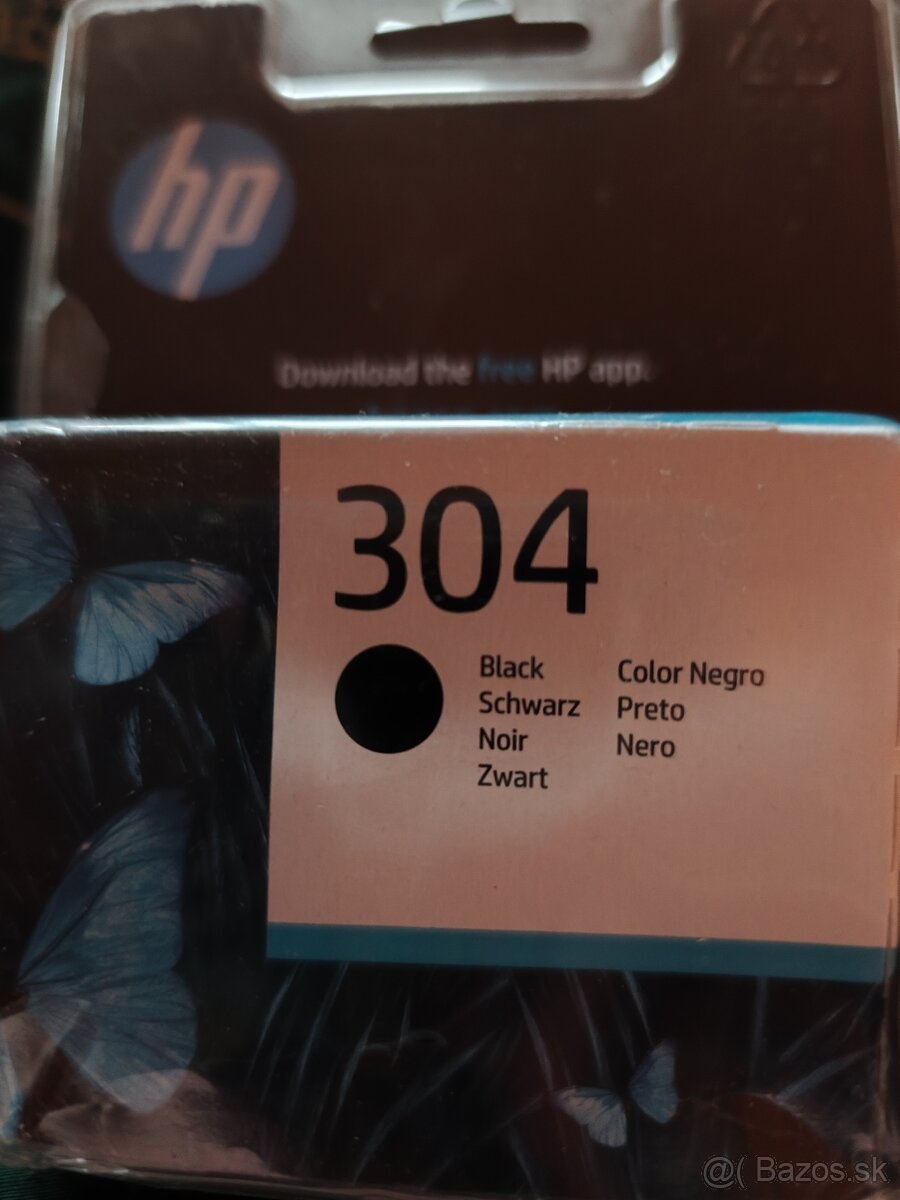 hp
Download the free HP app.
304
Black
Schwarz
Noir
Zwart
Color Negro
Preto
Nero
@( Bazos.sk